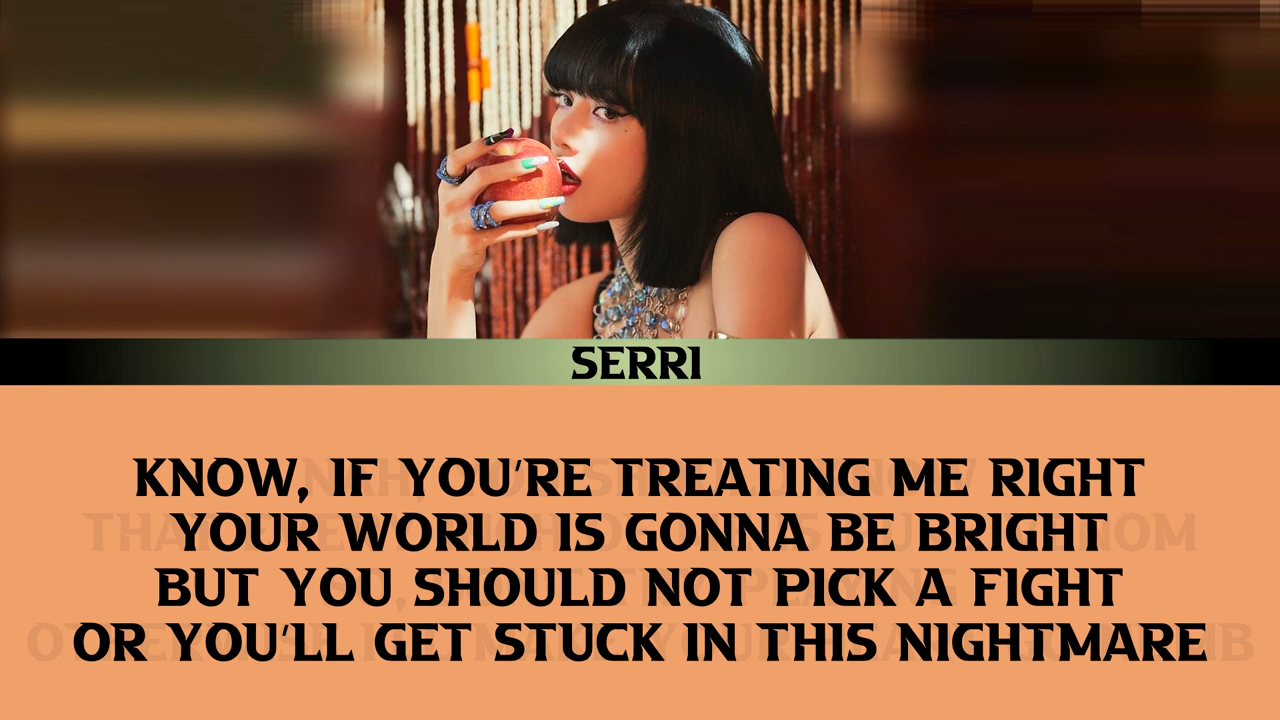 SERRI
KNOW, IF YOU'RE TREATING ME RIGHT
YOUR WORLD IS GONNA BE BRIGHT
BUT YOU SHOULD NOT PICK A FIGHT
OR YOU'LL GET STUCK IN THIS NIGHTMARE